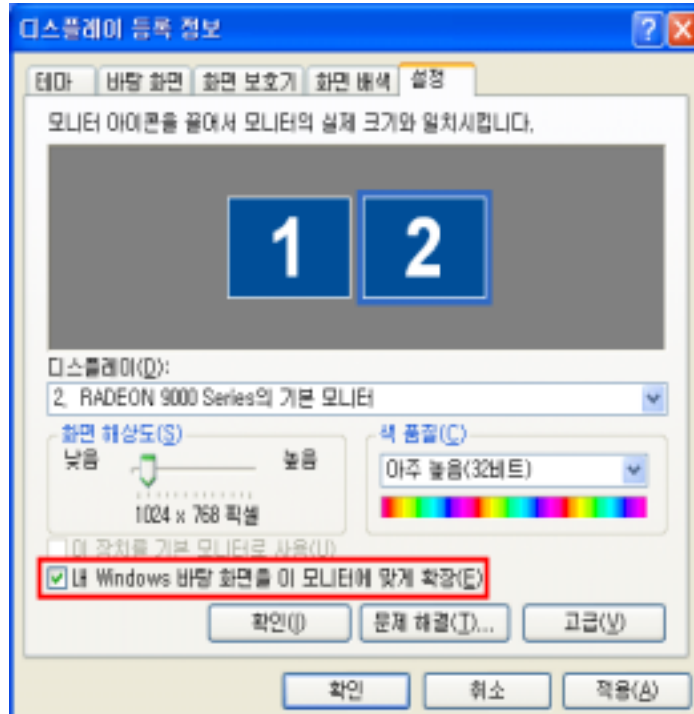 디스플레이 등록 정보
테마 바탕 화면 화면 보호기 화면 배색 설정
모니터 아이콘을 끌어서 모니터의 실제 크기와 일치시킵니다.
1 2
디스플레이(D):
2. RADEON 9000 Series의 기본 모니터
화면 해상도(S) 색 품질(C)
낮음 높음 아주 높음(32비트)
1024 x 768 픽셀
이 장치를 기본 모니터로 사용(U)
내 Windows 바탕 화면을 이 모니터에 맞게 확장(E)
확인(I) 문제 해결(T)... 고급(V)
확인 취소 적용(A)